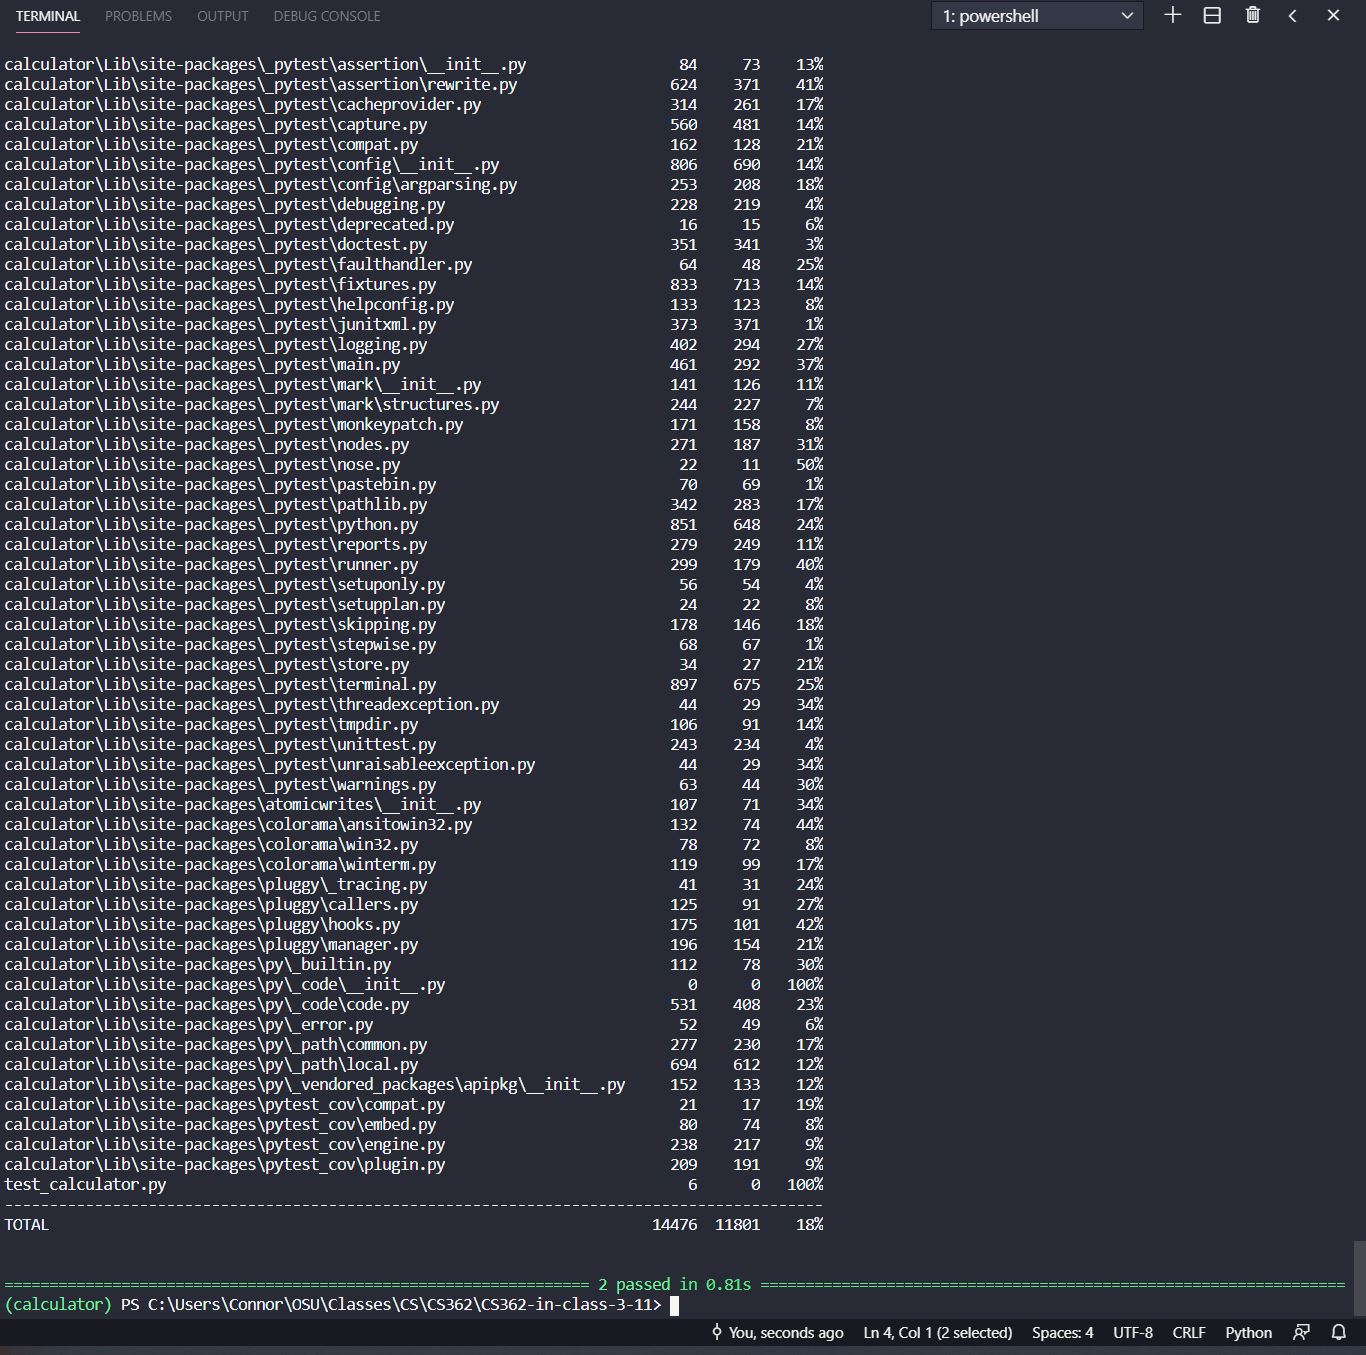 TERMINAL PROBLEMS OUTPUT DEBUG CONSOLE 1: powershell
calculator\Lib\site-packages\_pytest\assertion\__init__.py 84 73 13%
calculator\Lib\site-packages\_pytest\assertion\rewrite.py 624 371 41%
calculator\Lib\site-packages\_pytest\cacheprovider.py 314 261 17%
calculator\Lib\site-packages\_pytest\capture.py 560 481 14%
calculator\Lib\site-packages\_pytest\compat.py 162 128 21%
calculator\Lib\site-packages\_pytest\config\__init__.py 806 690 14%
calculator\Lib\site-packages\_pytest\config\argparsing.py 253 208 18%
calculator\Lib\site-packages\_pytest\debugging.py 228 219 4%
calculator\Lib\site-packages\_pytest\deprecated.py 16 15 6%
calculator\Lib\site-packages\_pytest\doctest.py 351 341 3%
calculator\Lib\site-packages\_pytest\faulthandler.py 64 48 25%
calculator\Lib\site-packages\_pytest\fixtures.py 833 713 14%
calculator\Lib\site-packages\_pytest\helpconfig.py 133 123 8%
calculator\Lib\site-packages\_pytest\junitxml.py 373 371 1%
calculator\Lib\site-packages\_pytest\logging.py 402 294 27%
calculator\Lib\site-packages\_pytest\main.py 461 292 37%
calculator\Lib\site-packages\_pytest\mark\__init__.py 141 126 11%
calculator\Lib\site-packages\_pytest\mark\structures.py 244 227 7%
calculator\Lib\site-packages\_pytest\monkeypatch.py 171 158 8%
calculator\Lib\site-packages\_pytest\nodes.py 271 187 31%
calculator\Lib\site-packages\_pytest\nose.py 22 11 50%
calculator\Lib\site-packages\_pytest\pastebin.py 70 69 1%
calculator\Lib\site-packages\_pytest\pathlib.py 342 283 17%
calculator\Lib\site-packages\_pytest\python.py 851 648 24%
calculator\Lib\site-packages\_pytest\reports.py 279 249 11%
calculator\Lib\site-packages\_pytest\runner.py 299 179 40%
calculator\Lib\site-packages\_pytest\setuponly.py 56 54 4%
calculator\Lib\site-packages\_pytest\setupplan.py 24 22 8%
calculator\Lib\site-packages\_pytest\skipping.py 178 146 18%
calculator\Lib\site-packages\_pytest\stepwise.py 68 67 1%
calculator\Lib\site-packages\_pytest\store.py 34 27 21%
calculator\Lib\site-packages\_pytest\terminal.py 897 675 25%
calculator\Lib\site-packages\_pytest\threadexception.py 44 29 34%
calculator\Lib\site-packages\_pytest\tmpdir.py 106 91 14%
calculator\Lib\site-packages\_pytest\unittest.py 243 234 4%
calculator\Lib\site-packages\_pytest\unraisableexception.py 44 29 34%
calculator\Lib\site-packages\_pytest\warnings.py 63 44 30%
calculator\Lib\site-packages\atomicwrites\__init__.py 107 71 34%
calculator\Lib\site-packages\colorama\ansitowin32.py 132 74 44%
calculator\Lib\site-packages\colorama\win32.py 78 72 8%
calculator\Lib\site-packages\colorama\winterm.py 119 99 17%
calculator\Lib\site-packages\pluggy\_tracing.py 41 31 24%
calculator\Lib\site-packages\pluggy\callers.py 125 91 27%
calculator\Lib\site-packages\pluggy\hooks.py 175 101 42%
calculator\Lib\site-packages\pluggy\manager.py 196 154 21%
calculator\Lib\site-packages\py\_builtin.py 112 78 30%
calculator\Lib\site-packages\py\_code\__init__.py 0 0 100%
calculator\Lib\site-packages\py\_code\code.py 531 408 23%
calculator\Lib\site-packages\py\_error.py 52 49 6%
calculator\Lib\site-packages\py\_path\common.py 277 230 17%
calculator\Lib\site-packages\py\_path\local.py 694 612 12%
calculator\Lib\site-packages\py\_vendored_packages\apipkg\__init__.py 152 133 12%
calculator\Lib\site-packages\pytest_cov\compat.py 21 17 19%
calculator\Lib\site-packages\pytest_cov\embed.py 80 74 8%
calculator\Lib\site-packages\pytest_cov\engine.py 238 217 9%
calculator\Lib\site-packages\pytest_cov\plugin.py 209 191 9%
test_calculator.py 6 0 100%
-------------------------------------------------------------------------------------------
TOTAL 14476 11801 18%
================================================================= 2 passed in 0.81s =================================================================
(calculator) PS C:\Users\Connor\OSU\Classes\CS\CS362\CS362-in-class-3-11>
You, seconds ago Ln 4, Col 1 (2 selected) Spaces: 4 UTF-8 CRLF Python